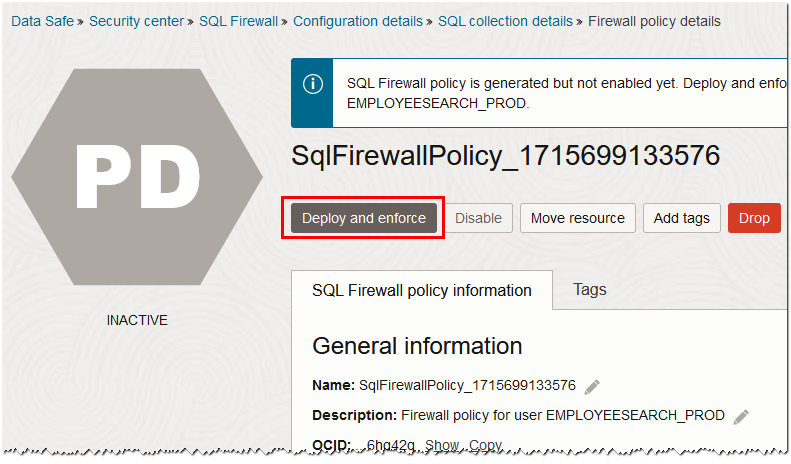 Data Safe » Security center » SQL Firewall » Configuration details » SQL collection details » Firewall policy details
SQL Firewall policy is generated but not enabled yet. Deploy and enfo
EMPLOYEESEARCH_PROD.
PD
SqlFirewallPolicy_1715699133576
Deploy and enforce Disable Move resource Add tags Drop
INACTIVE
SQL Firewall policy information Tags
General information
Name: SqlFirewallPolicy_1715699133576
Description: Firewall policy for user EMPLOYEESEARCH_PROD
OCID: ...6hg42g Show Copy